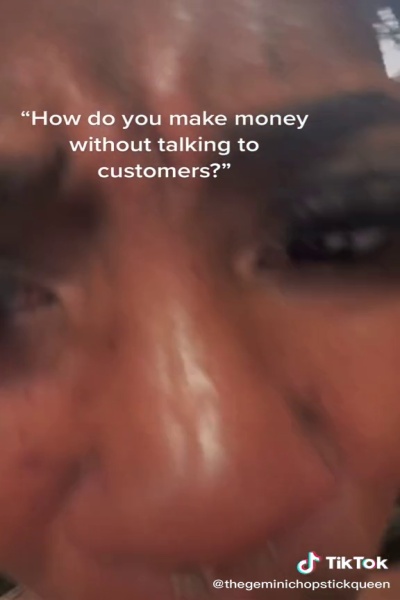 “How do you make money
without talking to
customers?”
TikTok
@thegeminichopstickqueen